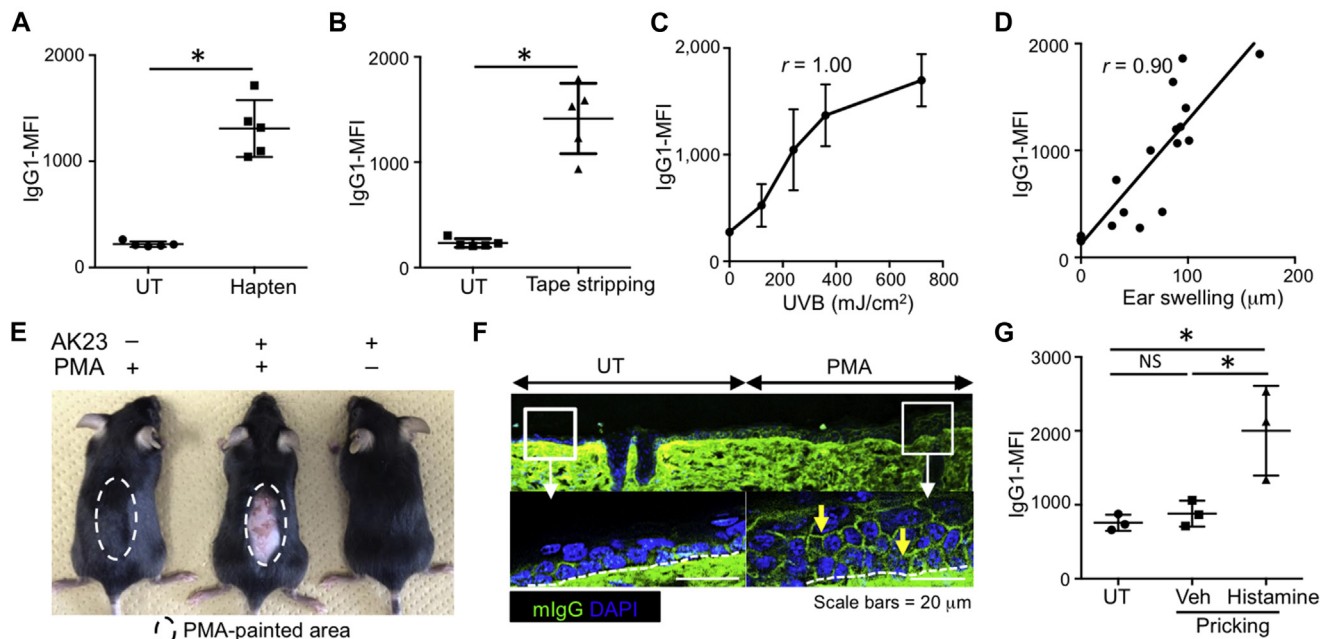 A
IgG1-MFI
2000
1000
0
*
UT
Hapten
B
IgG1-MFI
2000
1000
0
*
UT
Tape stripping
C
IgG1-MFI
2,000
1,000
0
r = 1.00
0 200 400 600 800
UVB (mJ/cm²)
D
IgG1-MFI
2000
1000
0
r = 0.90
0 100 200
Ear swelling (μm)
E
AK23 – + +
PMA + + –
PMA-painted area
F
UT
PMA
mIgG DAPI
Scale bars = 20 μm
G
IgG1-MFI
3000
2000
1000
0
*
NS *
UT Veh Histamine
Pricking